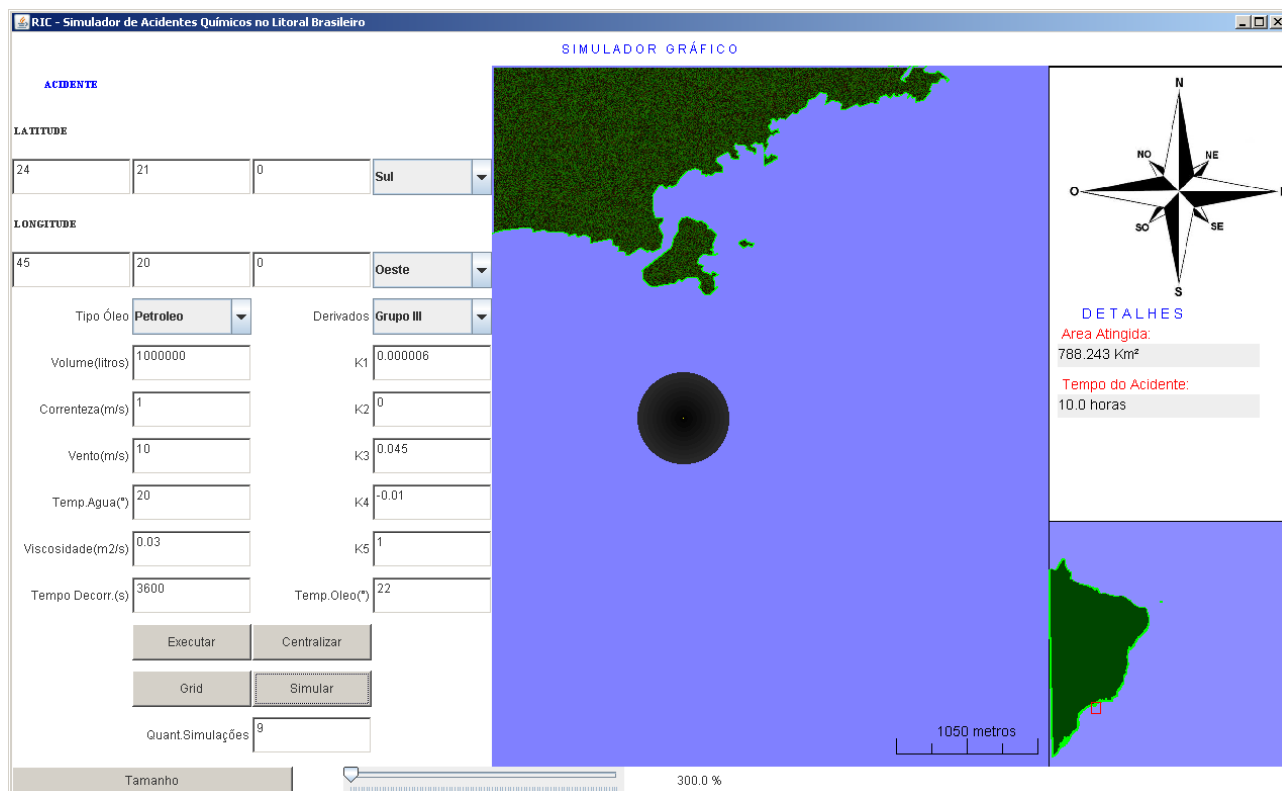 RIC - Simulador de Acidentes Químicos no Litoral Brasileiro
SIMULADOR GRÁFICO
ACIDENTE
LATITUDE
24 21 0 Sul
LONGITUDE
45 20 0 Oeste
Tipo Óleo Petroleo Derivados Grupo III
Volume(litros) 1000000 K1 0.000006
Correnteza(m/s) 1 K2 0
Vento(m/s) 10 K3 0.045
Temp.Agua(°) 20 K4 -0.01
Viscosidade(m2/s) 0.03 K5 1
Tempo Decorr.(s) 3600 Temp.Oleo(°) 22
Executar Centralizar
Grid Simular
Quant.Simulações 9
Tamanho 300.0 %
1050 metros
N
NO NE
O
SO SE
S
DETALHES
Area Atingida:
788.243 Km²
Tempo do Acidente:
10.0 horas